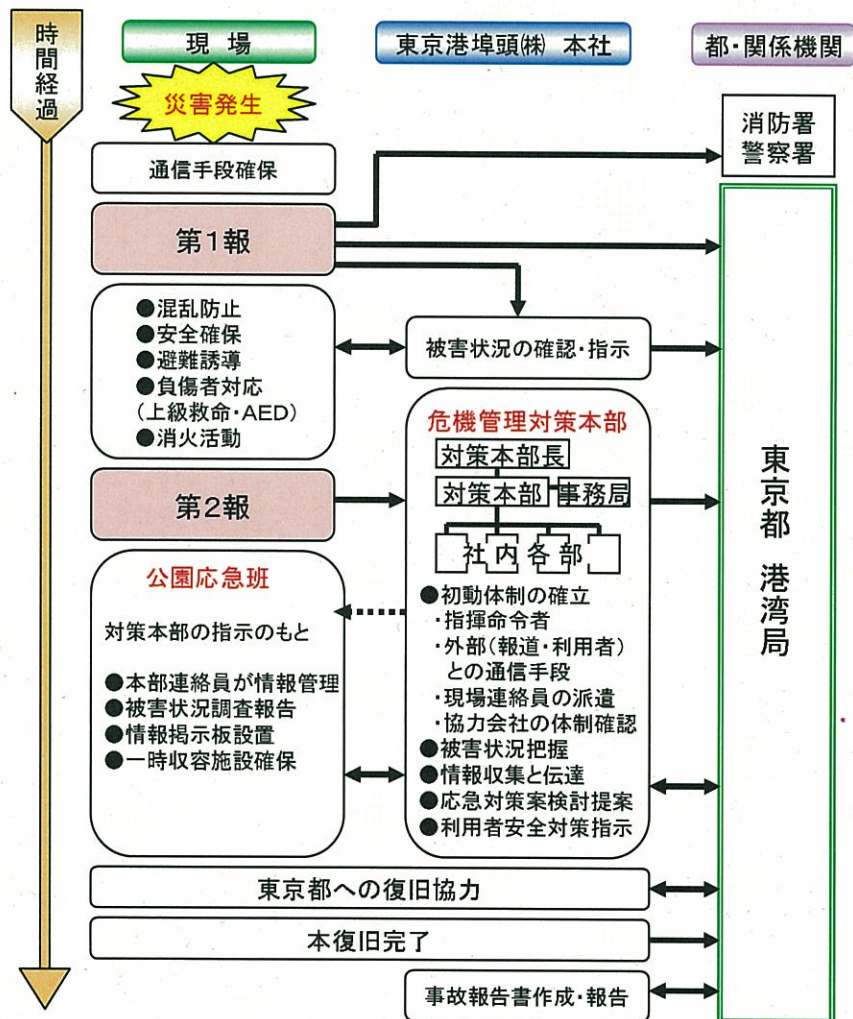 時間経過
現場
東京港埠頭(株) 本社
都・関係機関
災害発生
消防署
警察署
通信手段確保
第1報
●混乱防止
●安全確保
●避難誘導
●負傷者対応
(上級救命・AED)
●消火活動
被害状況の確認・指示
危機管理対策本部
対策本部長
対策本部
事務局
社内各部
第2報
公園応急班
対策本部の指示のもと
●本部連絡員が情報管理
●被害状況調査報告
●情報掲示板設置
●一時収容施設確保
●初動体制の確立
・指揮命令者
・外部(報道・利用者)
との通信手段
・現場連絡員の派遣
・協力会社の体制確認
●被害状況把握
●情報収集と伝達
●応急対策案検討提案
●利用者安全対策指示
東京都 港湾局
東京都への復旧協力
本復旧完了
事故報告書作成・報告